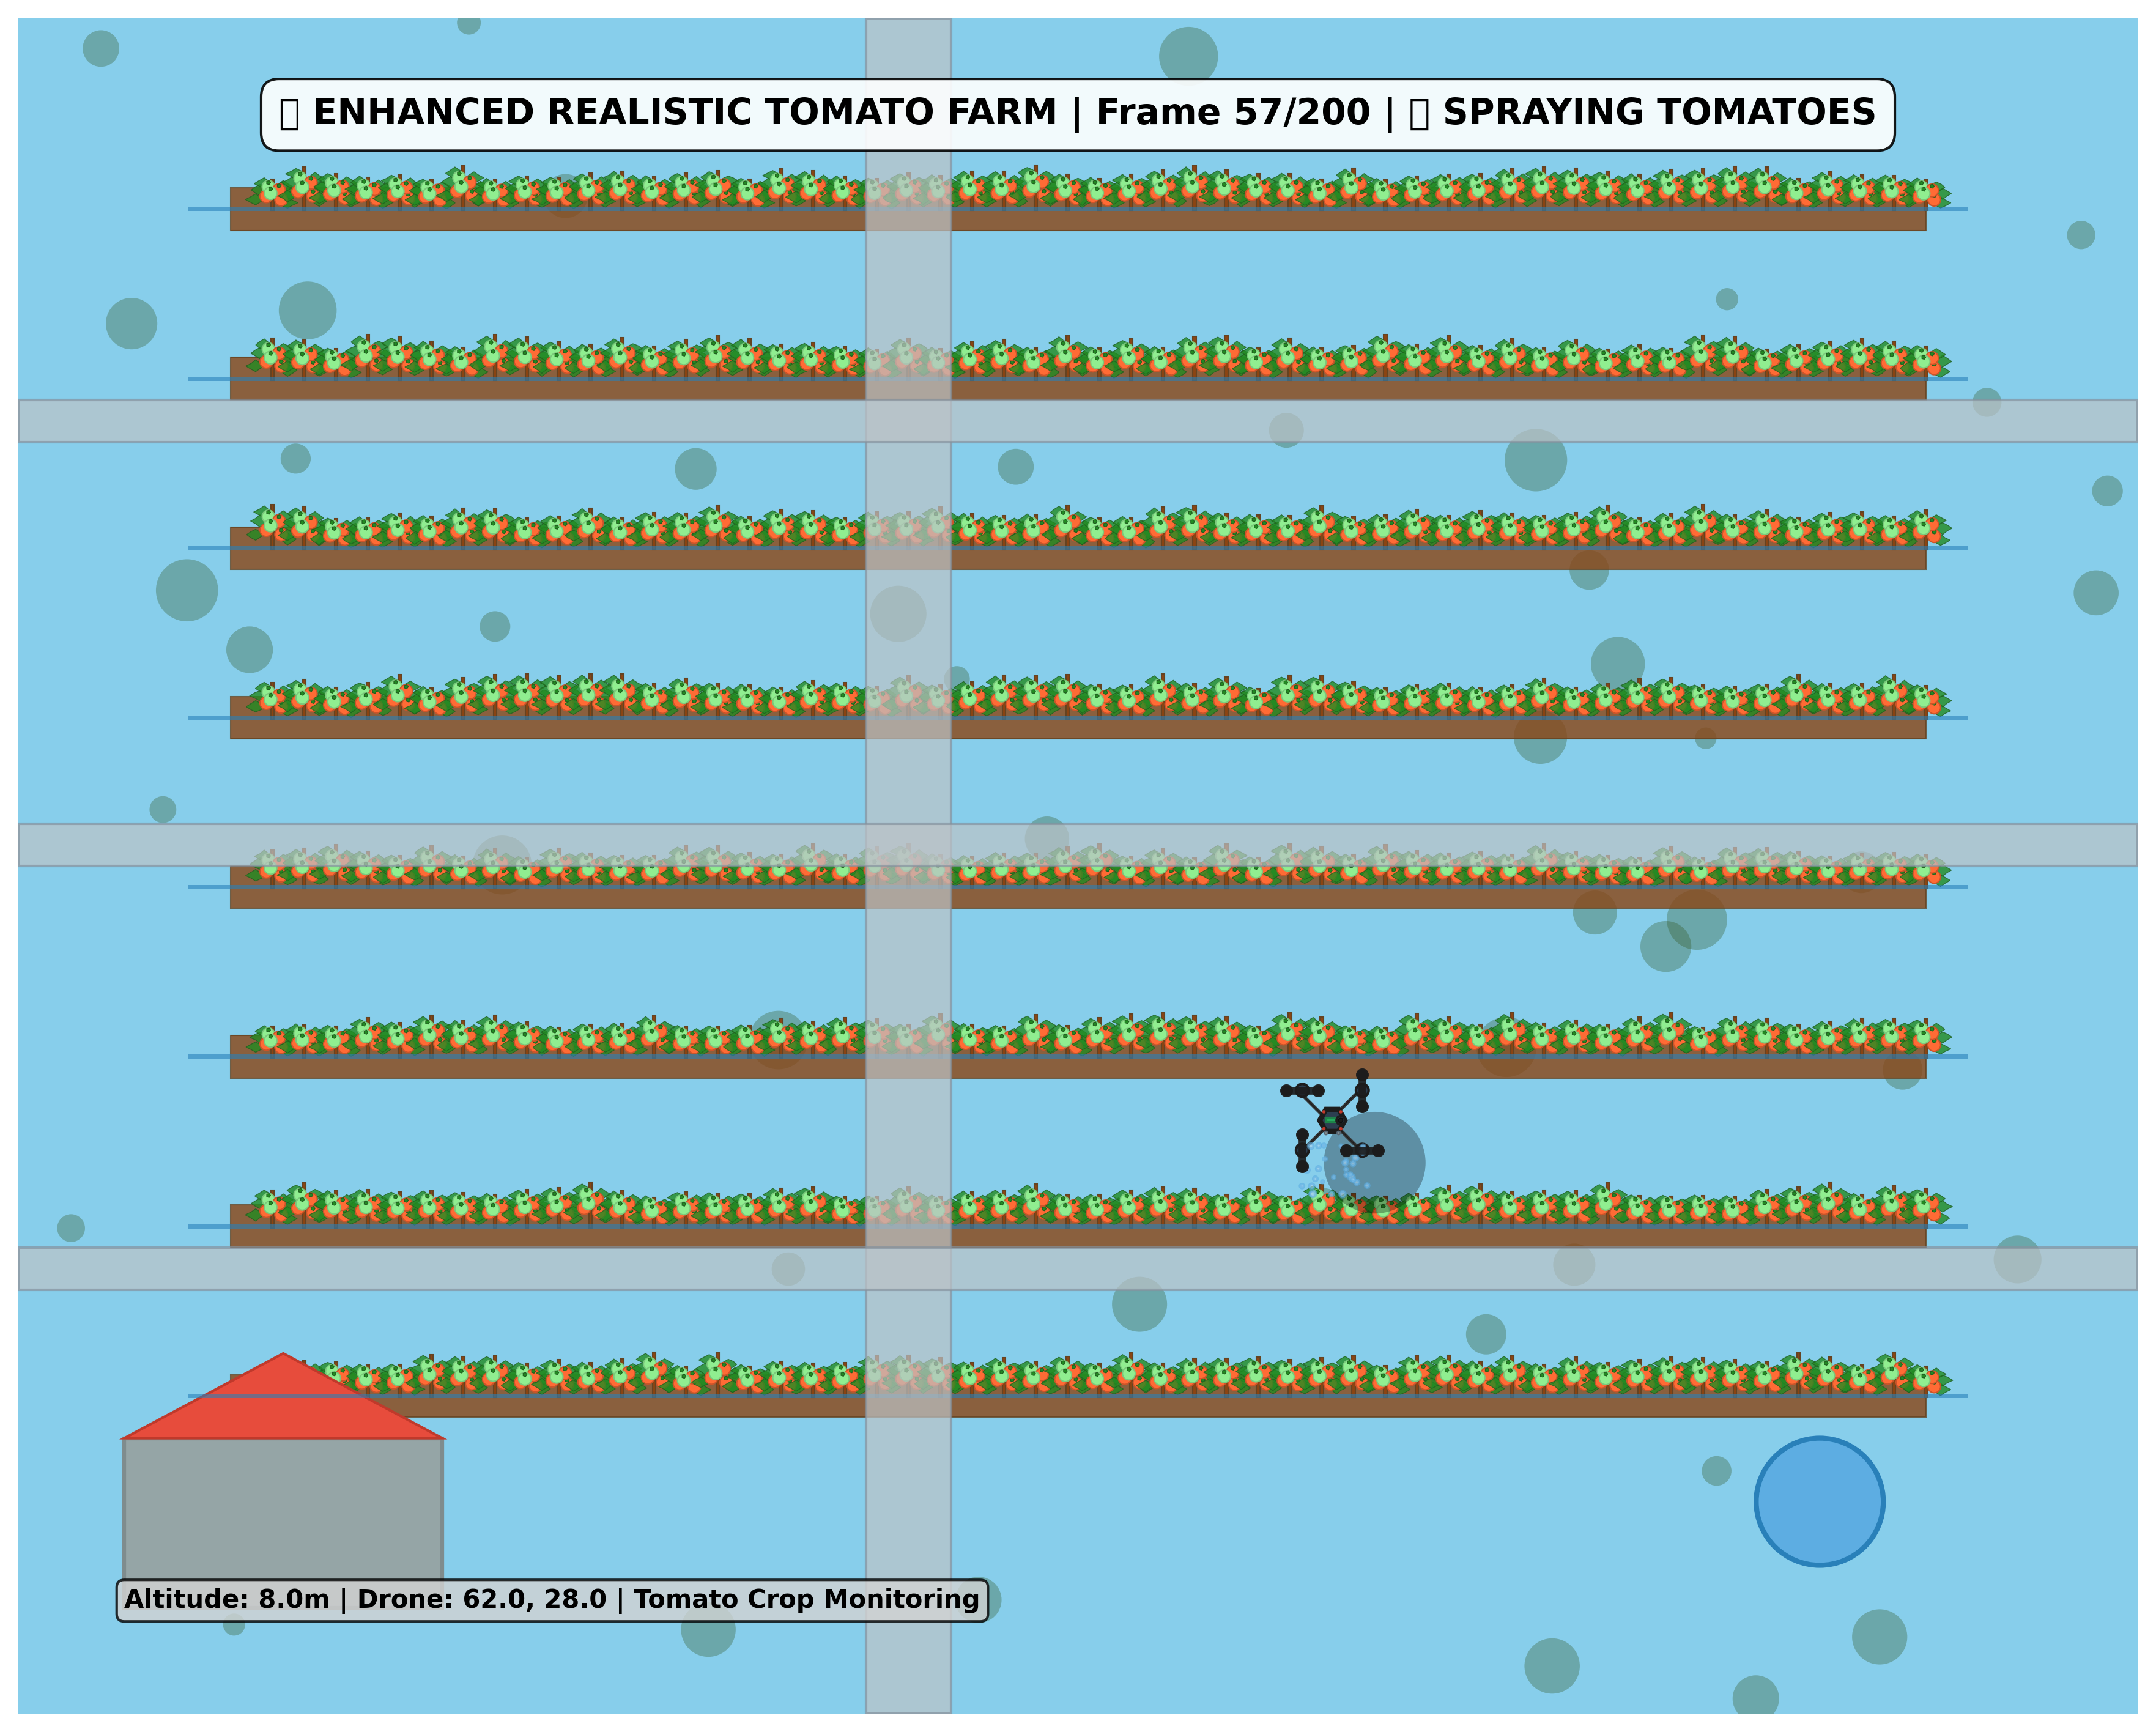 ▯ ENHANCED REALISTIC TOMATO FARM | Frame 57/200 | ▯ SPRAYING TOMATOES
Altitude: 8.0m | Drone: 62.0, 28.0 | Tomato Crop Monitoring